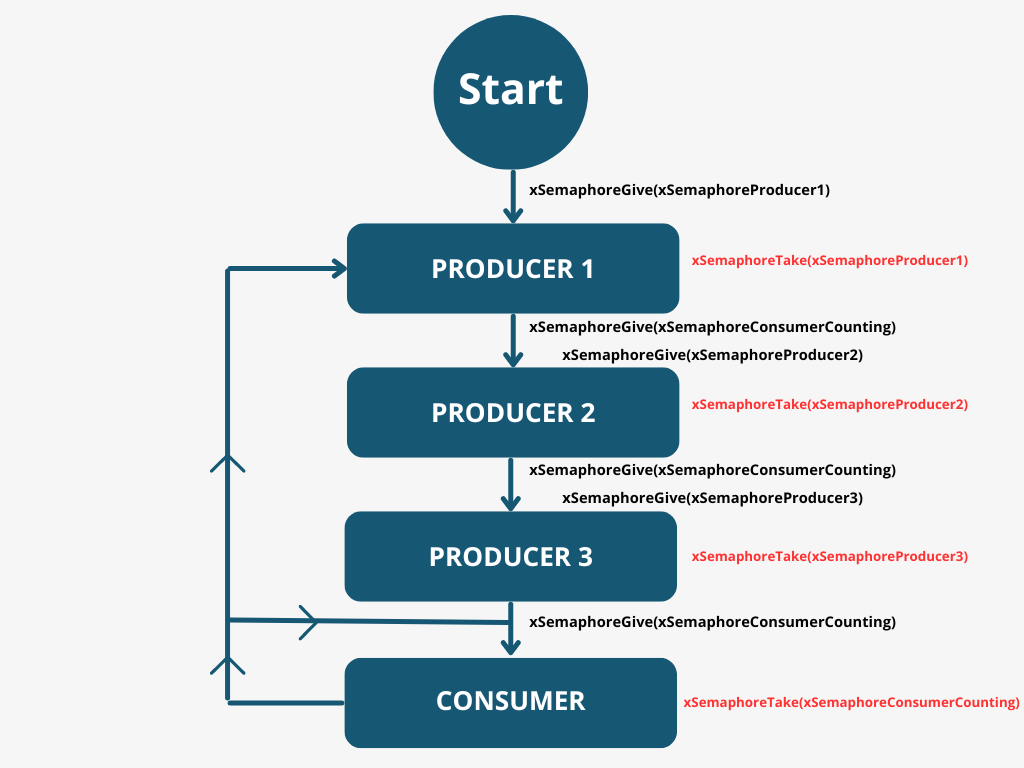 Start
xSemaphoreGive(xSemaphoreProducer1)
PRODUCER 1
xSemaphoreTake(xSemaphoreProducer1)
xSemaphoreGive(xSemaphoreConsumerCounting)
xSemaphoreGive(xSemaphoreProducer2)
PRODUCER 2
xSemaphoreTake(xSemaphoreProducer2)
xSemaphoreGive(xSemaphoreConsumerCounting)
xSemaphoreGive(xSemaphoreProducer3)
PRODUCER 3
xSemaphoreTake(xSemaphoreProducer3)
xSemaphoreGive(xSemaphoreConsumerCounting)
CONSUMER
xSemaphoreTake(xSemaphoreConsumerCounting)